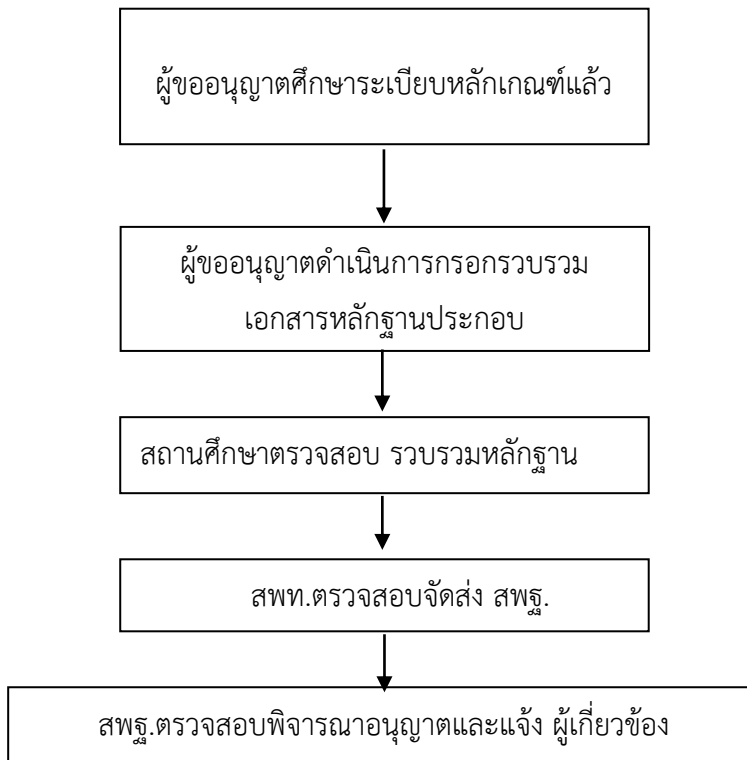 ผู้ขออนุญาตศึกษาระเบียบหลักเกณฑ์แล้ว
ผู้ขออนุญาตดำเนินการกรอกรวบรวม
เอกสารหลักฐานประกอบ
สถานศึกษาตรวจสอบ รวบรวมหลักฐาน
สพท.ตรวจสอบจัดส่ง สพฐ.
สพฐ.ตรวจสอบพิจารณาอนุญาตและแจ้ง ผู้เกี่ยวข้อง